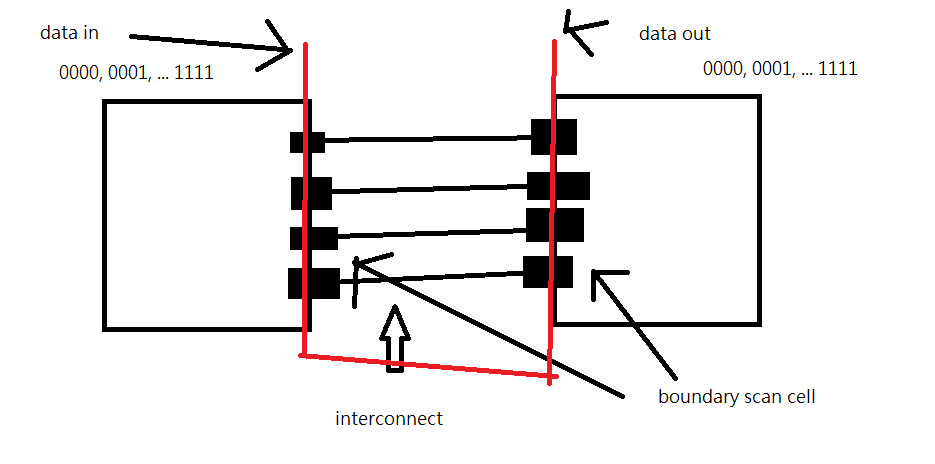 data in
0000, 0001, ... 1111
data out
0000, 0001, ... 1111
boundary scan cell
interconnect